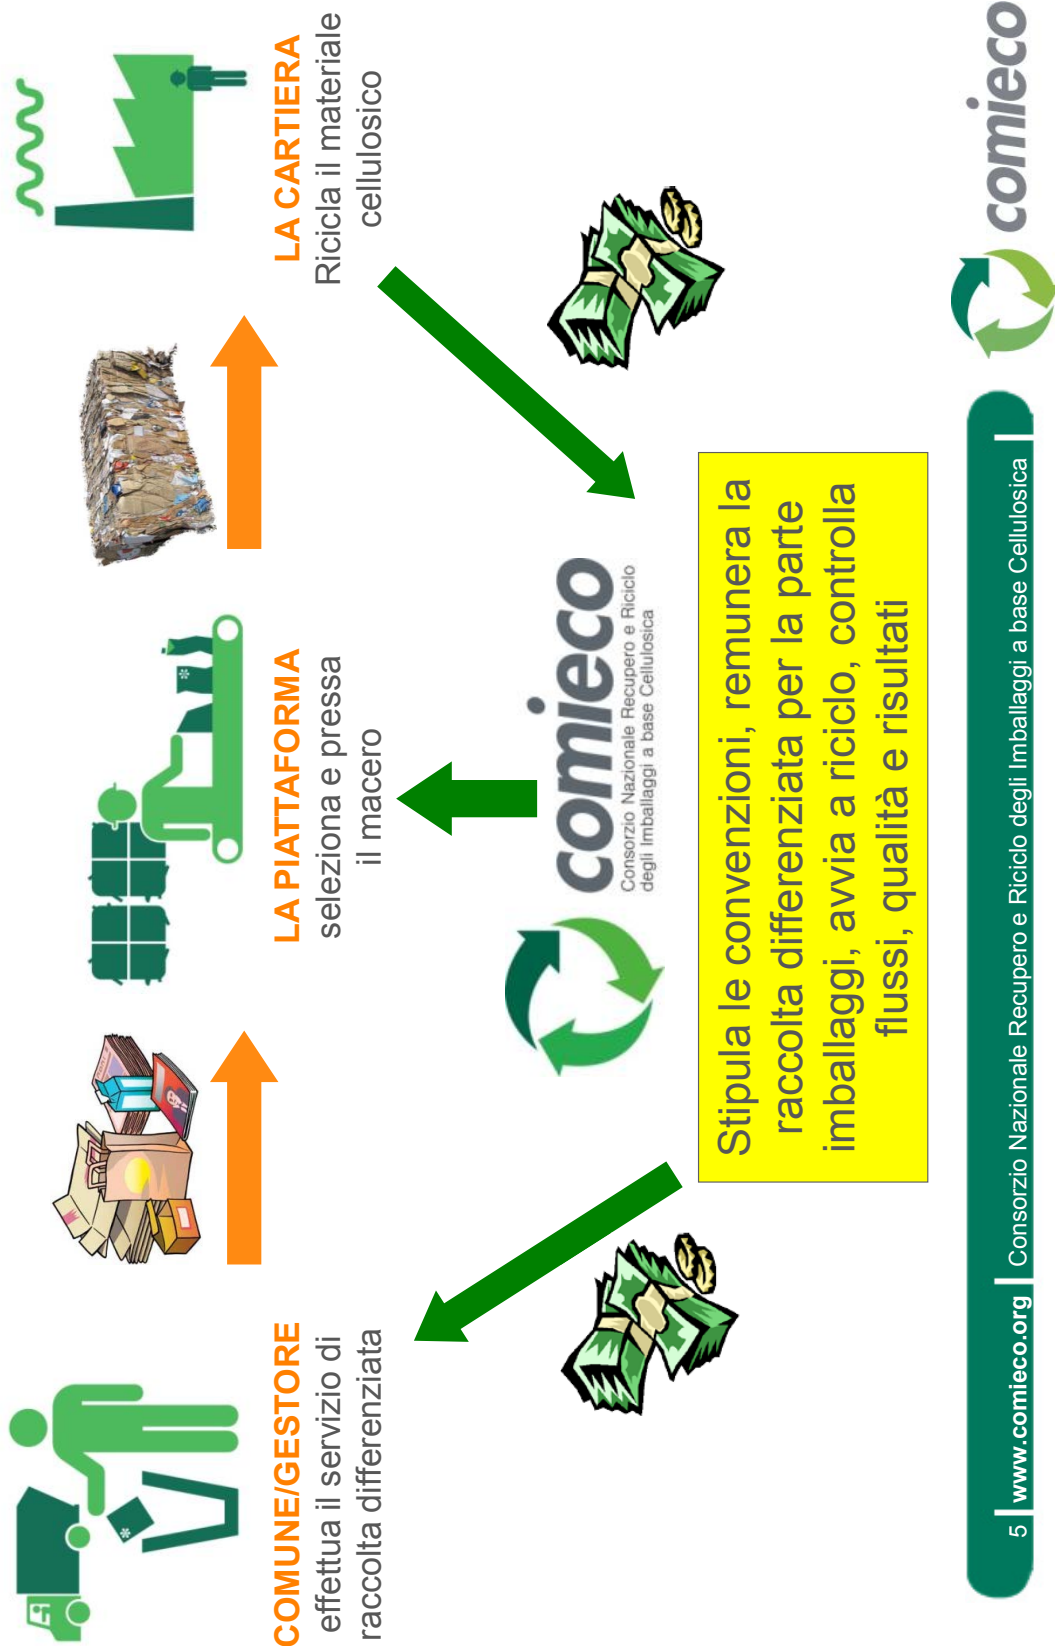 COMUNE/GESTORE
effettua il servizio di
raccolta differenziata
LA PIATTAFORMA
seleziona e pressa
il macero
LA CARTIERA
Ricicla il materiale
cellulosico
comieco
Consorzio Nazionale Recupero e Riciclo
degli Imballaggi a base Cellulosica
Stipula le convenzioni, remunera la
raccolta differenziata per la parte
imballaggi, avvia a riciclo, controlla
flussi, qualità e risultati
5 | www.comieco.org | Consorzio Nazionale Recupero e Riciclo degli Imballaggi a base Cellulosica |
comieco